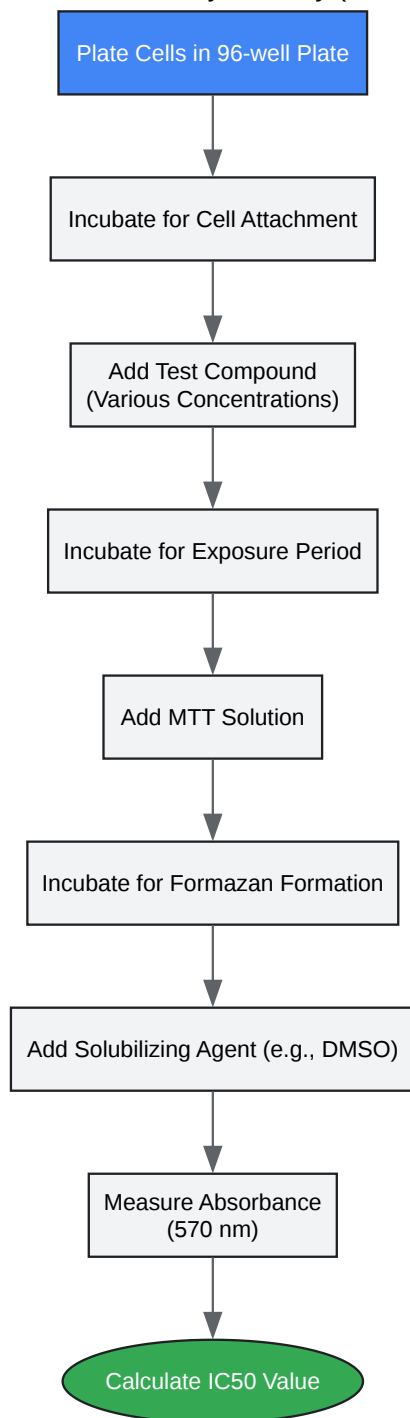 Plate Cells in 96-well Plate
Incubate for Cell Attachment
Add Test Compound
(Various Concentrations)
Incubate for Exposure Period
Add MTT Solution
Incubate for Formazan Formation
Add Solubilizing Agent (e.g., DMSO)
Measure Absorbance
(570 nm)
Calculate IC50 Value